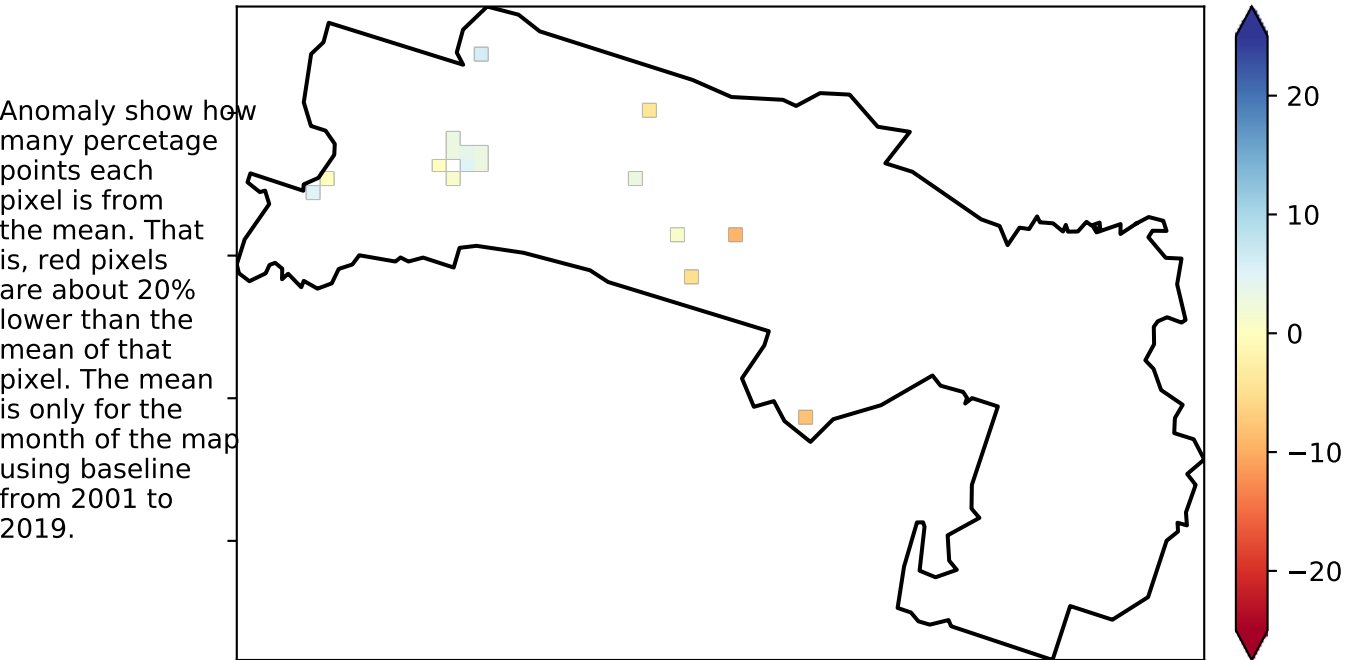 Anomaly show how
many percetage
points each
pixel is from
the mean. That
is, red pixels
are about 20%
lower than the
mean of that
pixel. The mean
is only for the
month of the map
using baseline
from 2001 to
2019.
20
10
0
−10
−20